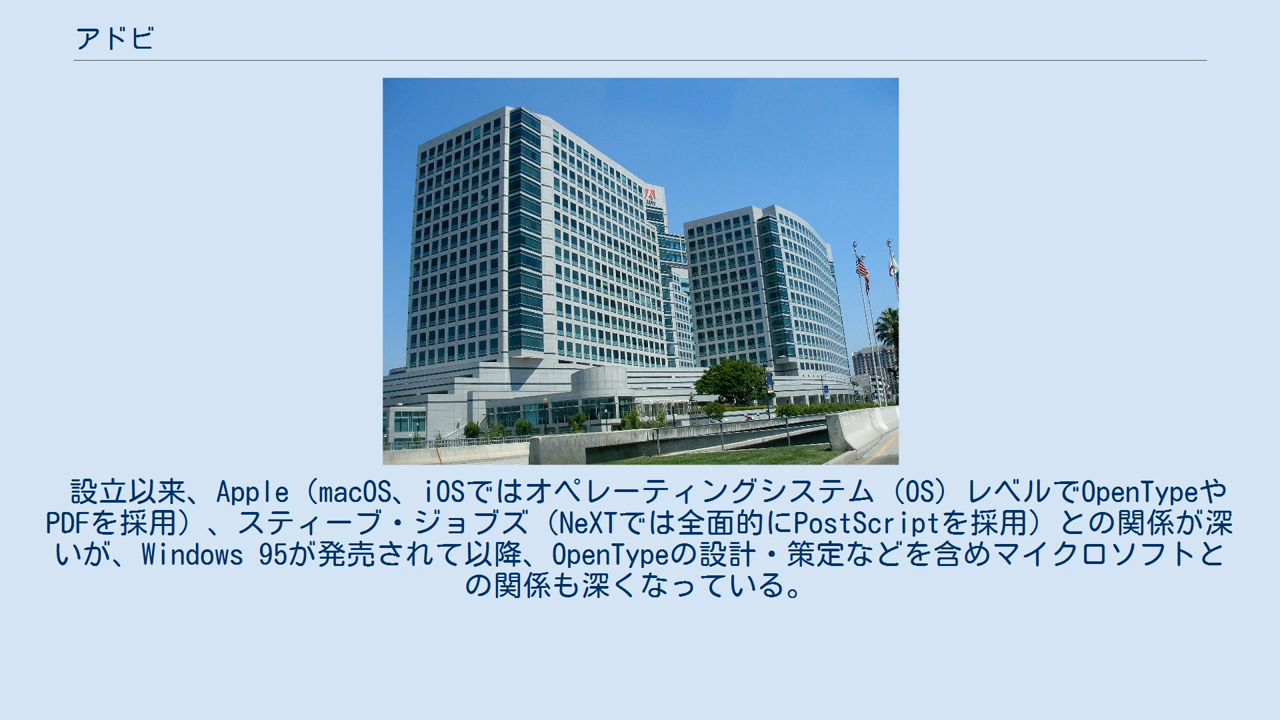 アドビ
設立以来、Apple（macOS、iOSではオペレーティングシステム（OS）レベルでOpenTypeや
PDFを採用）、スティーブ・ジョブズ（NeXTでは全面的にPostScriptを採用）との関係が深
いが、Windows 95が発売されて以降、OpenTypeの設計・策定などを含めマイクロソフトと
の関係も深くなっている。